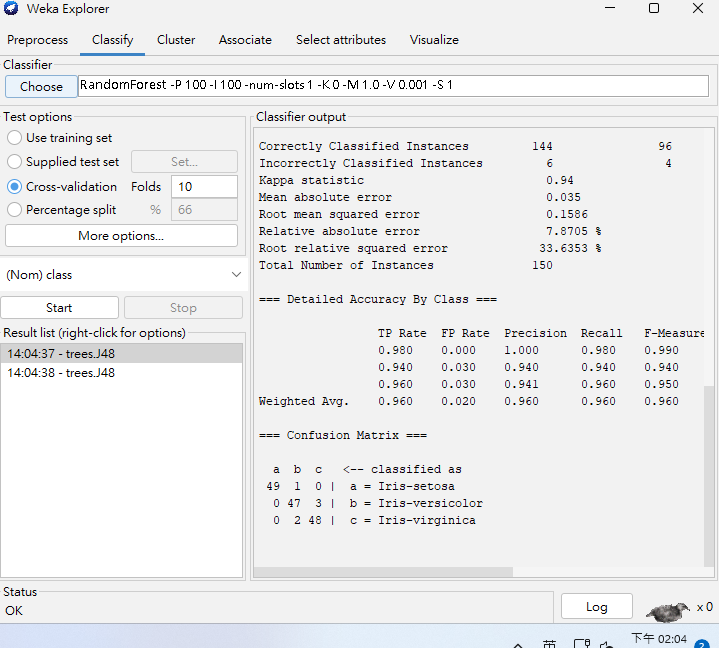 Weka Explorer
Preprocess Classify Cluster Associate Select attributes Visualize
Classifier
Choose RandomForest -P 100 -I 100 -num-slots 1 -K 0 -M 1.0 -V 0.001 -S 1
Test options
Use training set
Supplied test set Set...
Cross-validation Folds 10
Percentage split % 66
More options...
(Nom) class
Start Stop
Result list (right-click for options)
14:04:37 - trees.J48
14:04:38 - trees.J48
Classifier output
Correctly Classified Instances 144 96
Incorrectly Classified Instances 6 4
Kappa statistic 0.94
Mean absolute error 0.035
Root mean squared error 0.1586
Relative absolute error 7.8705 %
Root relative squared error 33.6353 %
Total Number of Instances 150
=== Detailed Accuracy By Class ===
TP Rate FP Rate Precision Recall F-Measure
0.980 0.000 1.000 0.980 0.990
0.940 0.030 0.940 0.940 0.940
0.960 0.030 0.941 0.960 0.950
Weighted Avg. 0.960 0.020 0.960 0.960 0.960
=== Confusion Matrix ===
a b c <-- classified as
49 1 0 | a = Iris-setosa
0 47 3 | b = Iris-versicolor
0 2 48 | c = Iris-virginica
Status
OK
Log x 0
英 下午 02:04 2